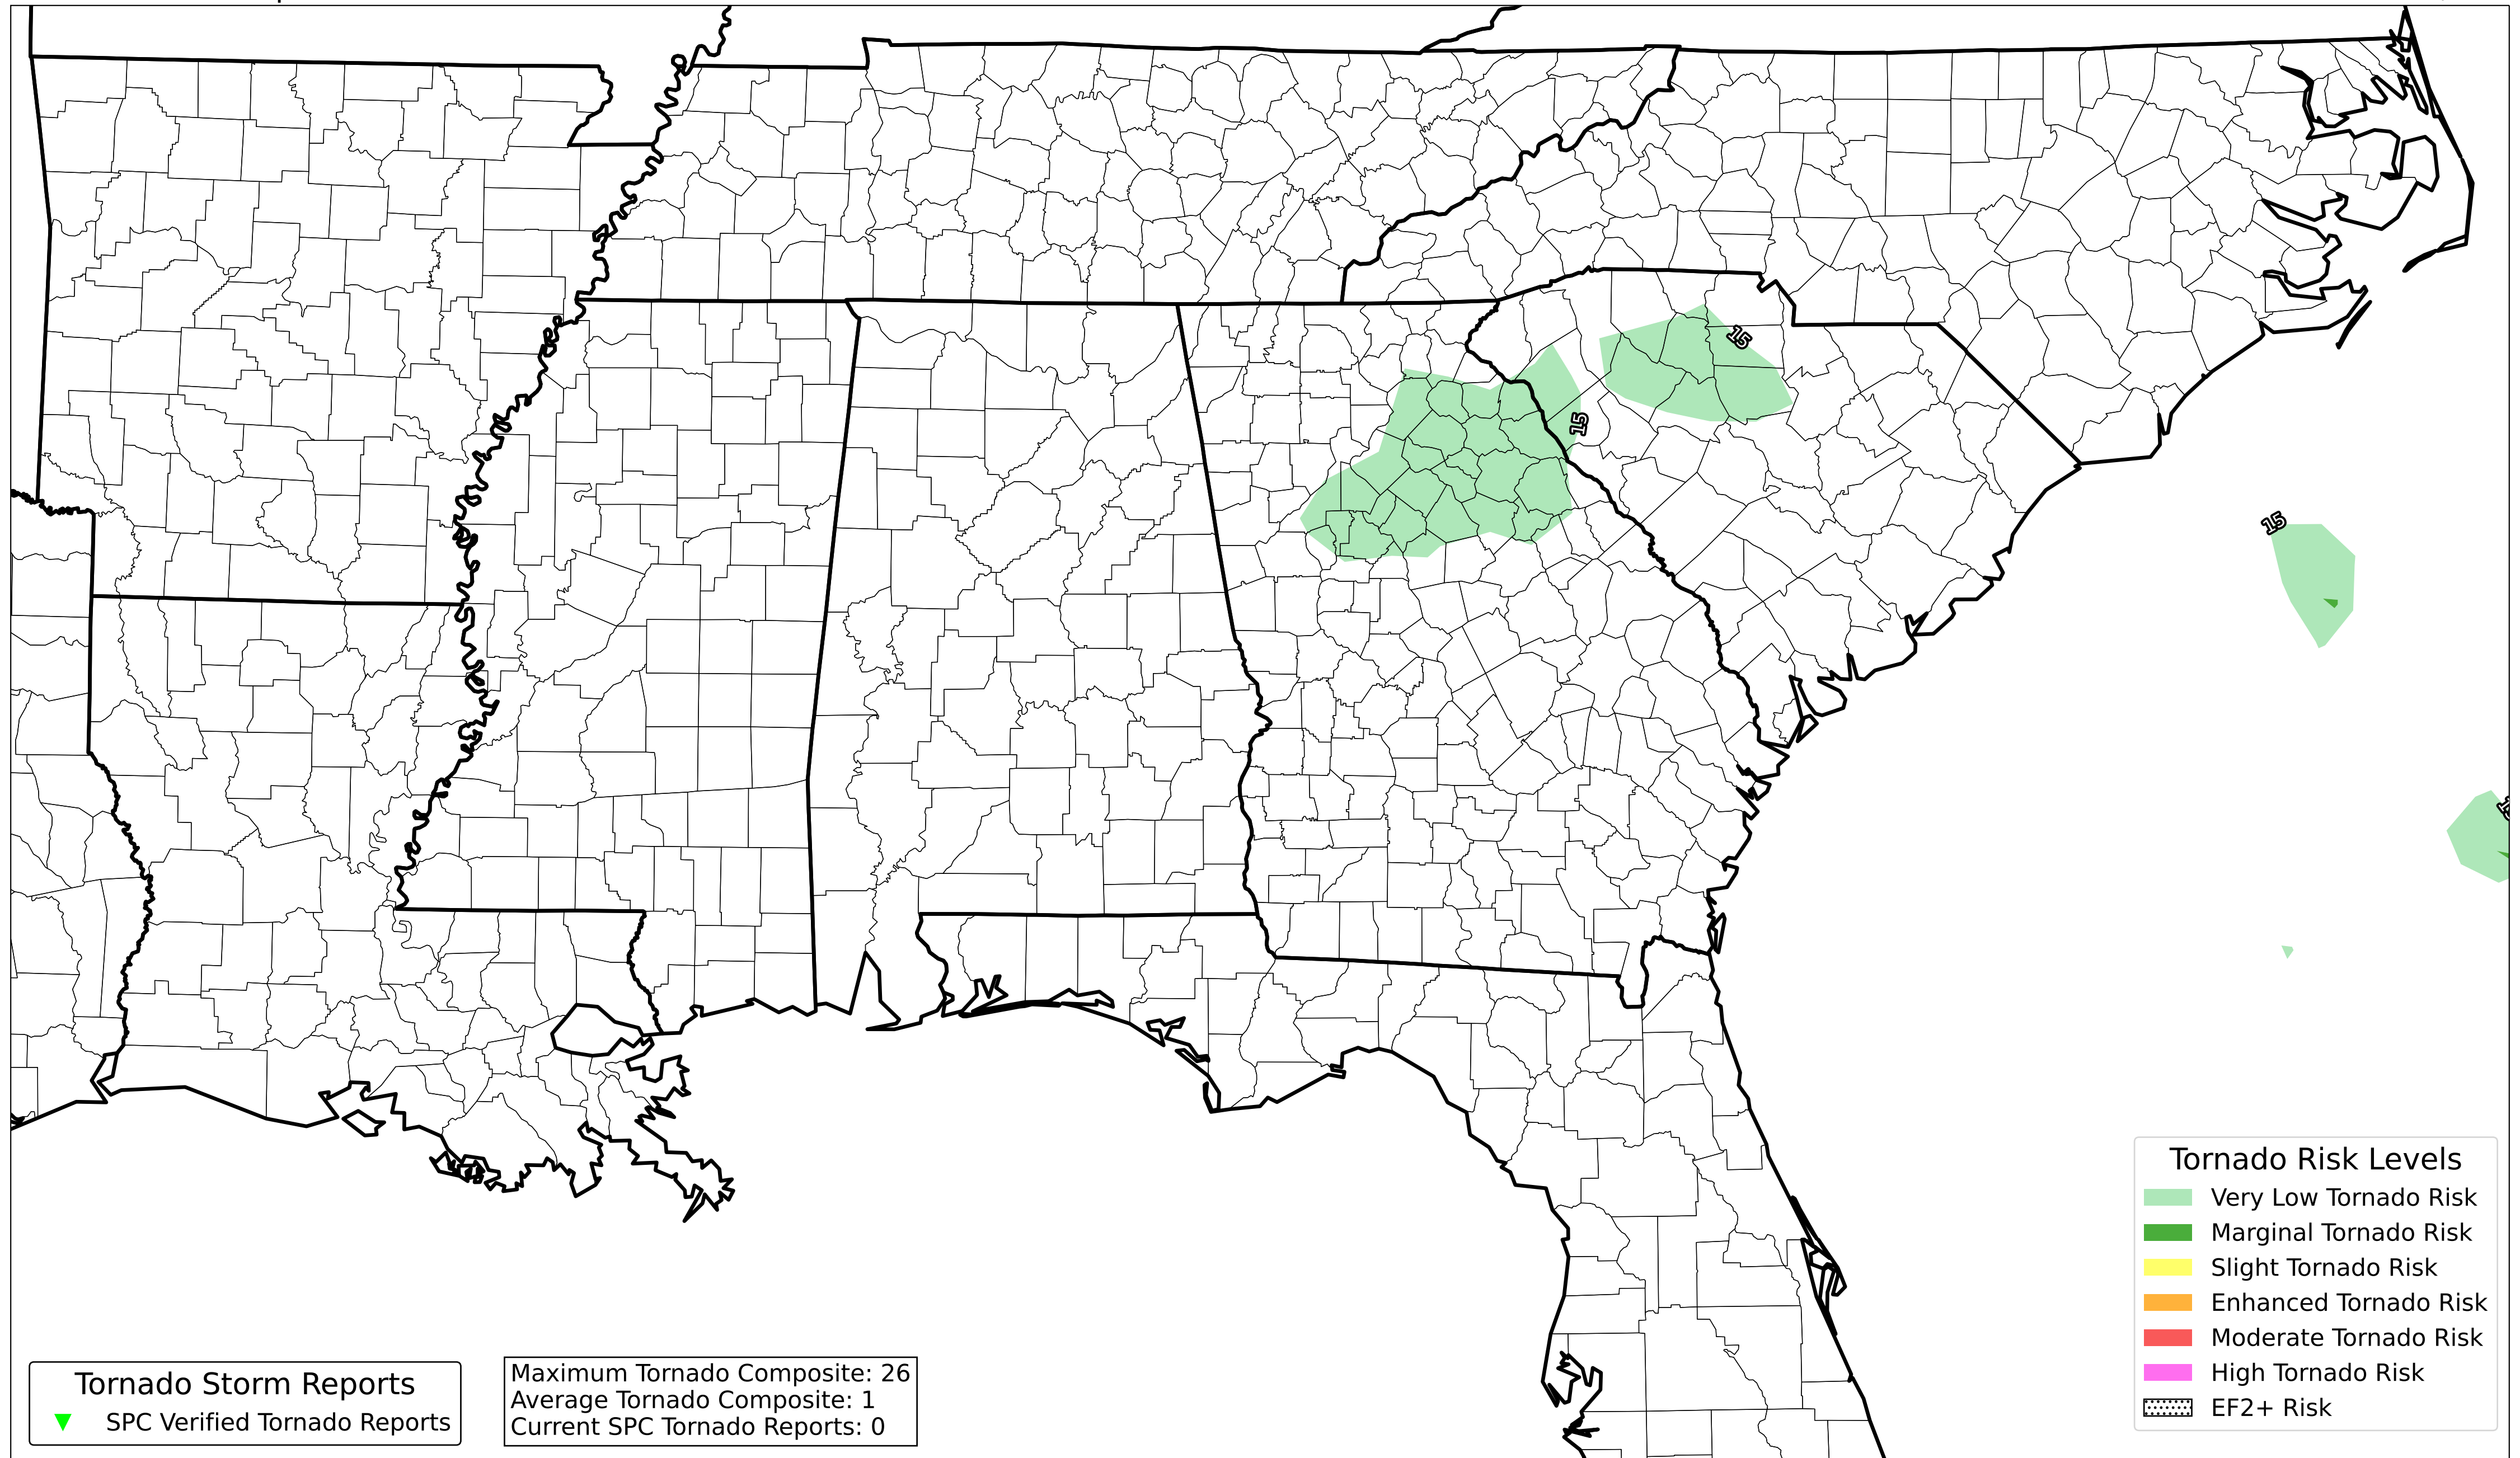 15
15
15
Tornado Risk Levels
Very Low Tornado Risk
Marginal Tornado Risk
Slight Tornado Risk
Enhanced Tornado Risk
Moderate Tornado Risk
High Tornado Risk
EF2+ Risk
Tornado Storm Reports
SPC Verified Tornado Reports
Maximum Tornado Composite: 26
Average Tornado Composite: 1
Current SPC Tornado Reports: 0